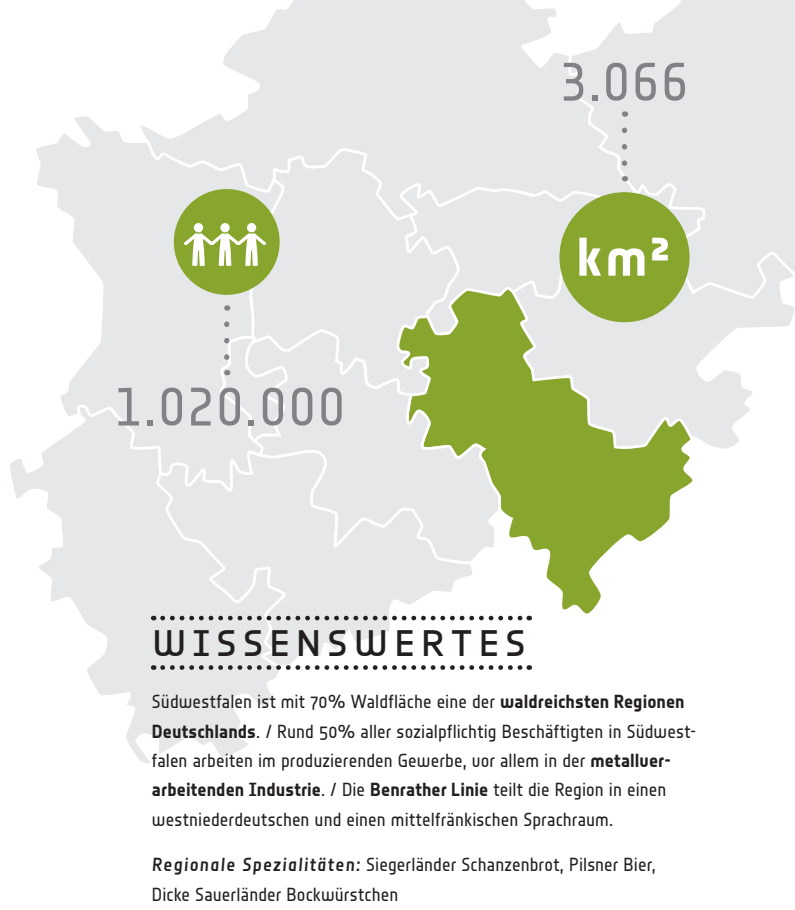 3.066
km²
1.020.000
WISSENSWERTES
Südwestfalen ist mit 70% Waldfläche eine der waldreichsten Regionen
Deutschlands. / Rund 50% aller sozialpflichtig Beschäftigten in Südwest-
falen arbeiten im produzierenden Gewerbe, vor allem in der metallver-
arbeitenden Industrie. / Die Benrather Linie teilt die Region in einen
westniederdeutschen und einen mittelfränkischen Sprachraum.
Regionale Spezialitäten: Siegerländer Schanzenbrot, Pilsner Bier,
Dicke Sauerländer Bockwürstchen